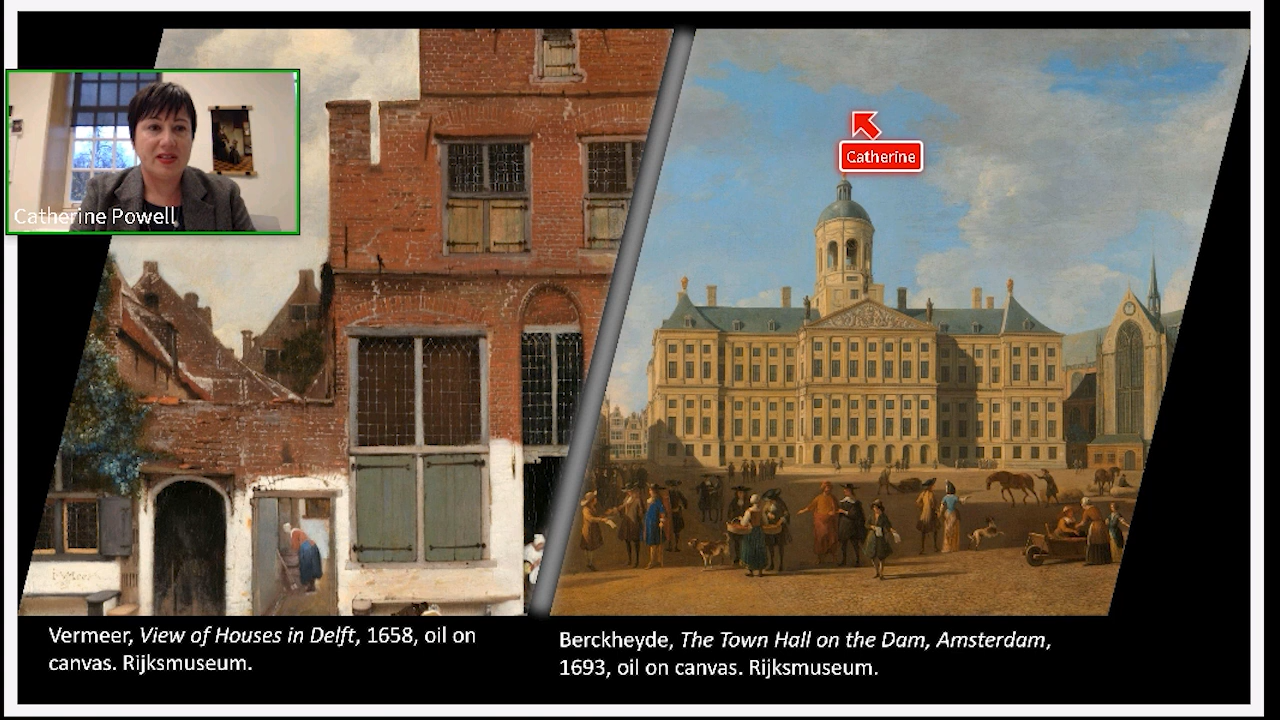 Catherine Powell
Catherine
Vermeer, View of Houses in Delft, 1658, oil on
canvas. Rijksmuseum.
Berckheyde, The Town Hall on the Dam, Amsterdam,
1693, oil on canvas. Rijksmuseum.